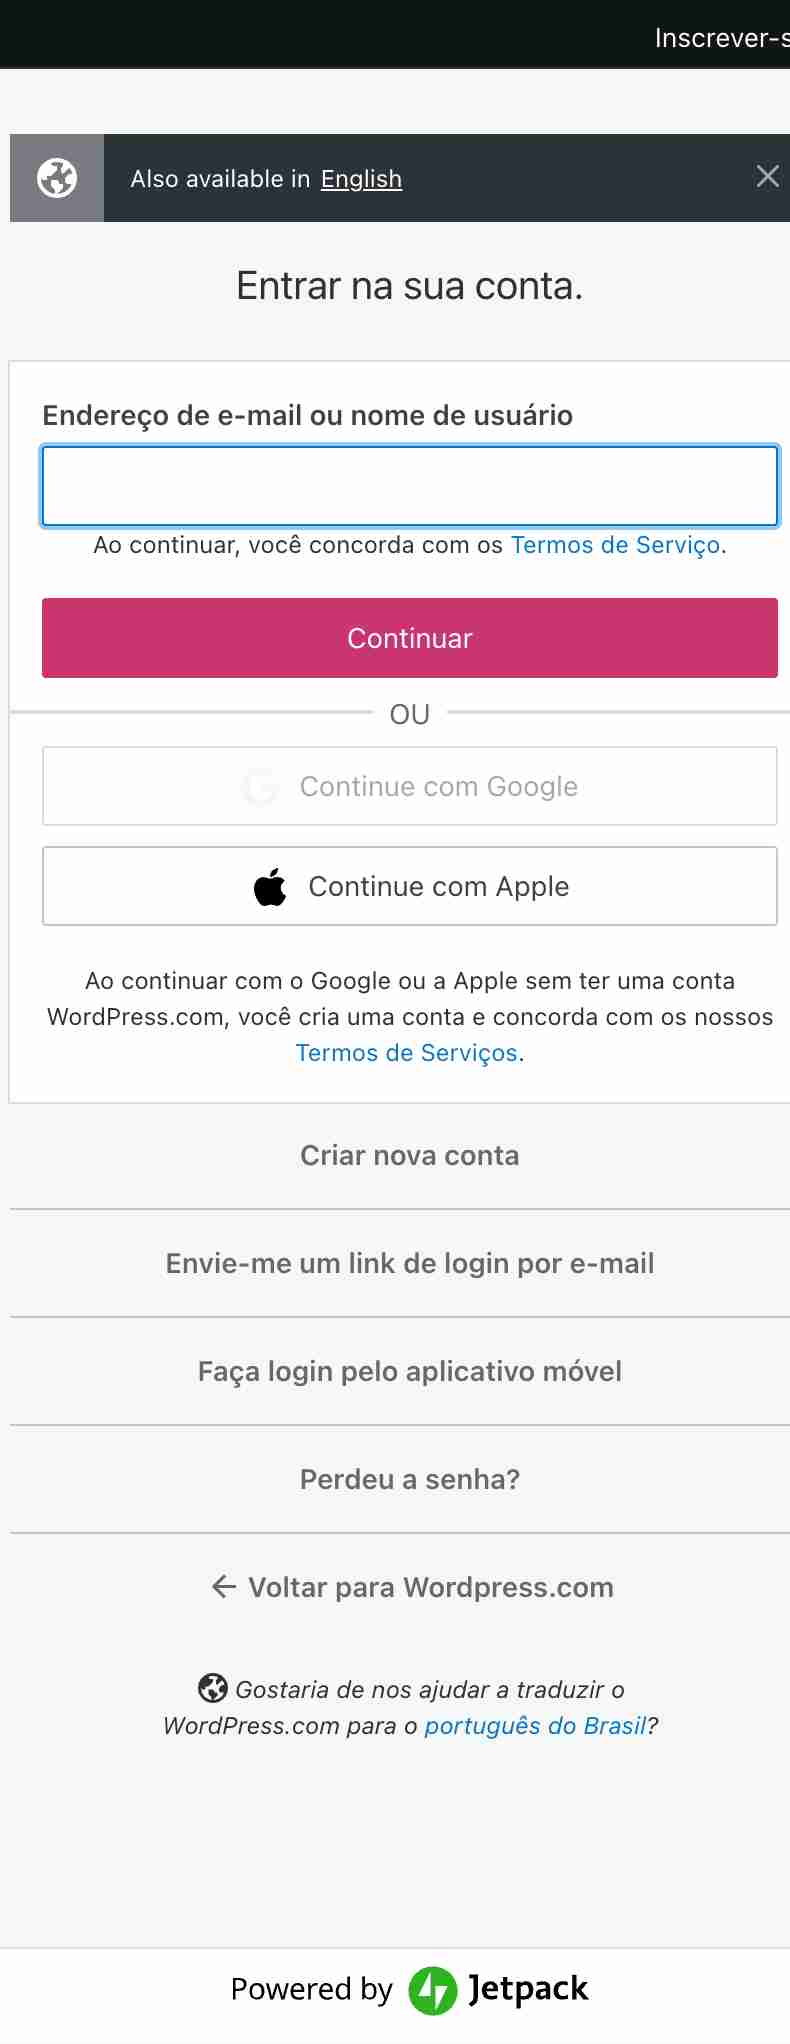 Inscrever-s
Also available in English
Entrar na sua conta.
Endereço de e-mail ou nome de usuário
Ao continuar, você concorda com os Termos de Serviço.
Continuar
OU
Continue com Google
Continue com Apple
Ao continuar com o Google ou a Apple sem ter uma conta
WordPress.com, você cria uma conta e concorda com os nossos
Termos de Serviços.
Criar nova conta
Envie-me um link de login por e-mail
Faça login pelo aplicativo móvel
Perdeu a senha?
← Voltar para Wordpress.com
Gostaria de nos ajudar a traduzir o
WordPress.com para o português do Brasil?
Powered by Jetpack